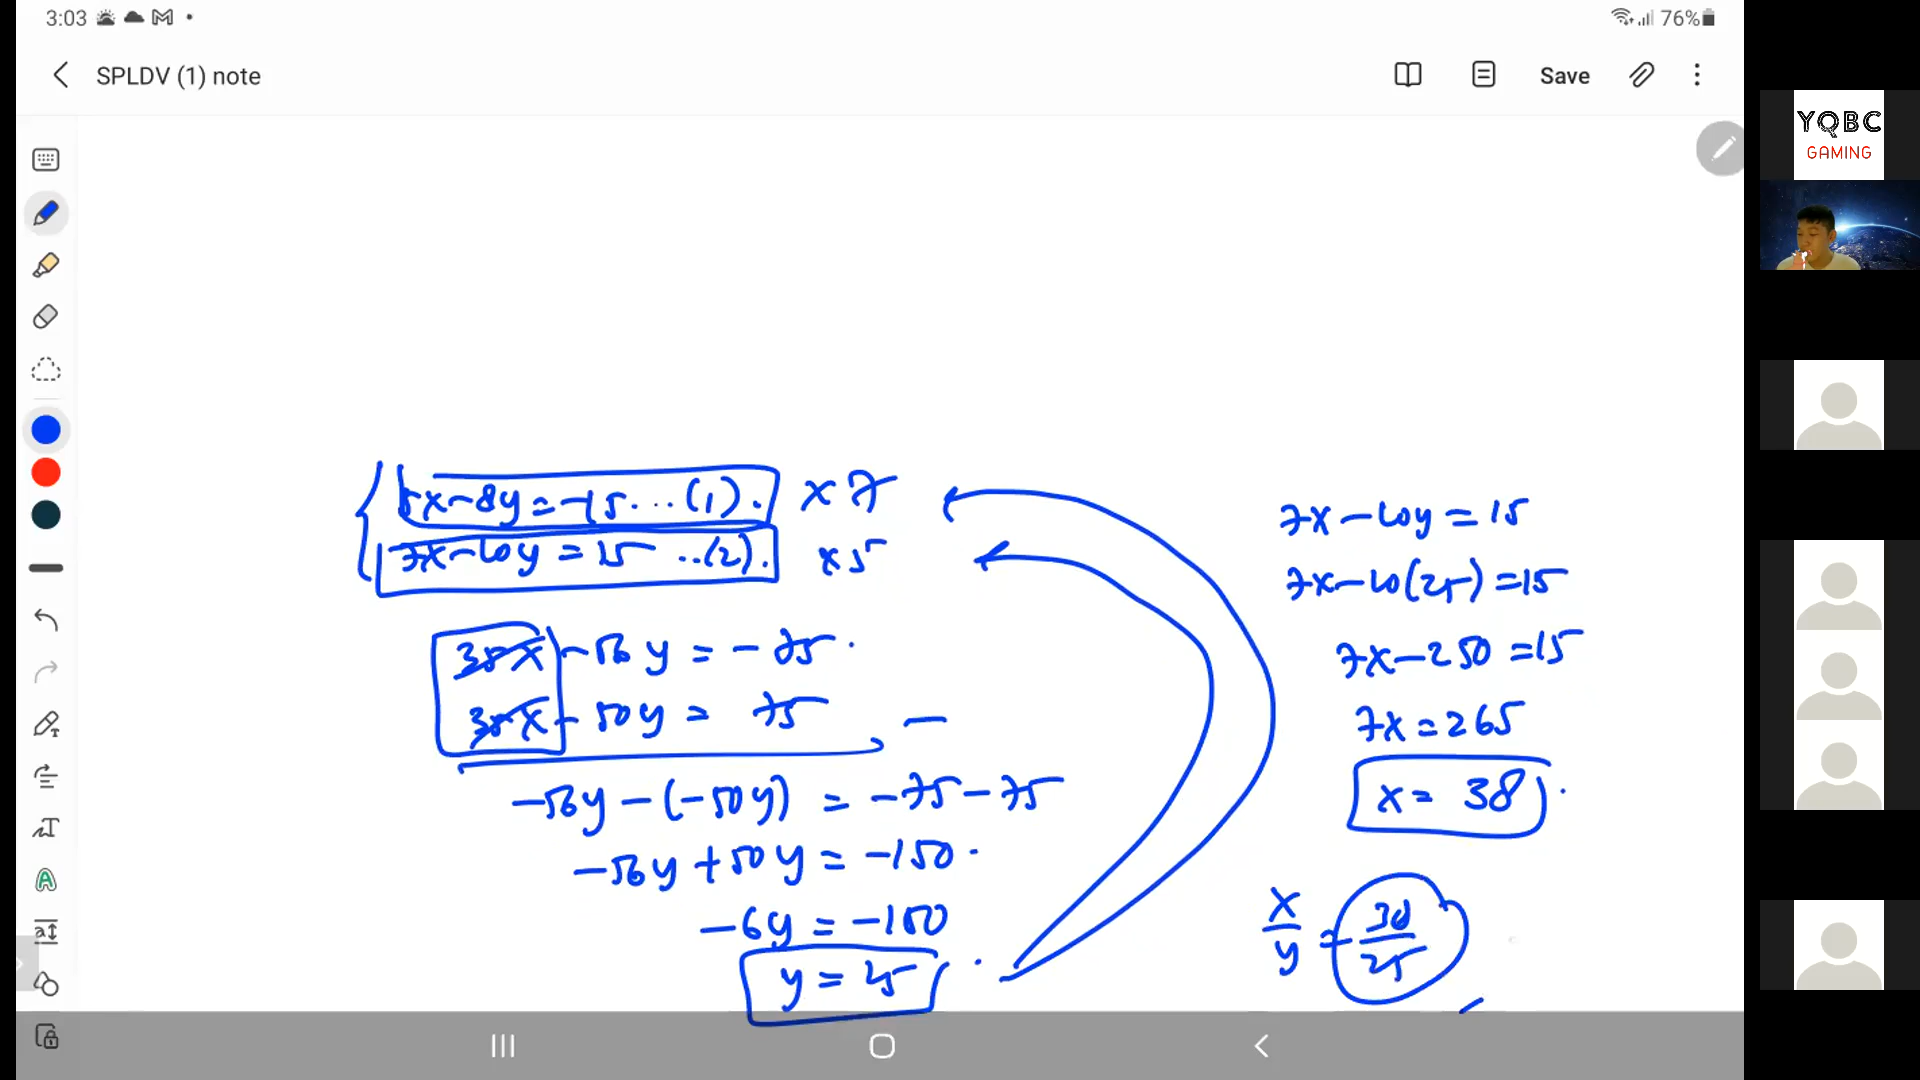 3:03
76%
SPLDV (1) note
Save
YQBC
GAMING
5x - 8y = -15 ... (1). x 7
7x - 10y = 15 ..(2). x 5
35x - 56y = -75.
35x - 50y = 75 -
-56y - (-50y) = -75 - 75
-56y + 50y = -150.
-6y = -150
y = 25
7x - 10y = 15
7x - 10(25) = 15
7x - 250 = 15
7x = 265
x = 38
x/y = 38/25